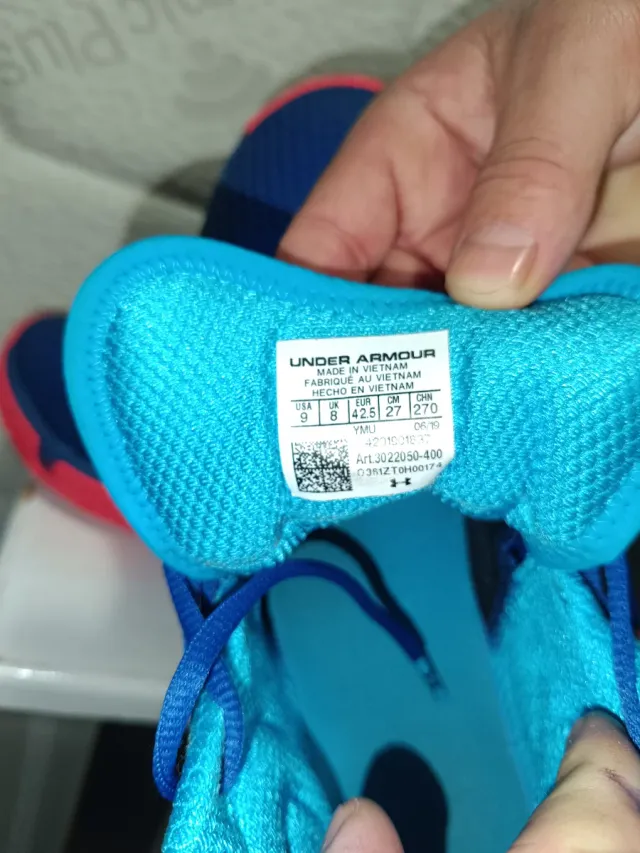 UNDER ARMOUR
MADE IN VIETNAM
FABRIQUÉ AU VIETNAM
HECHO EN VIETNAM
USA UK EUR CM CHN
9 8 42.5 27 270
YMU 06/19
Art.3022050-400